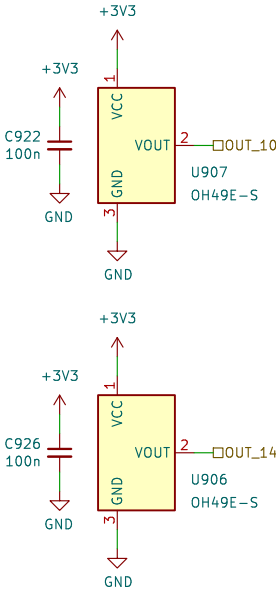 +3V3
+3V3
1
VCC
C922
100n
VOUT
2
OUT_10
GND
U907
OH49E-S
3
GND
GND
+3V3
+3V3
1
VCC
C926
100n
VOUT
2
OUT_14
GND
U906
OH49E-S
3
GND
GND